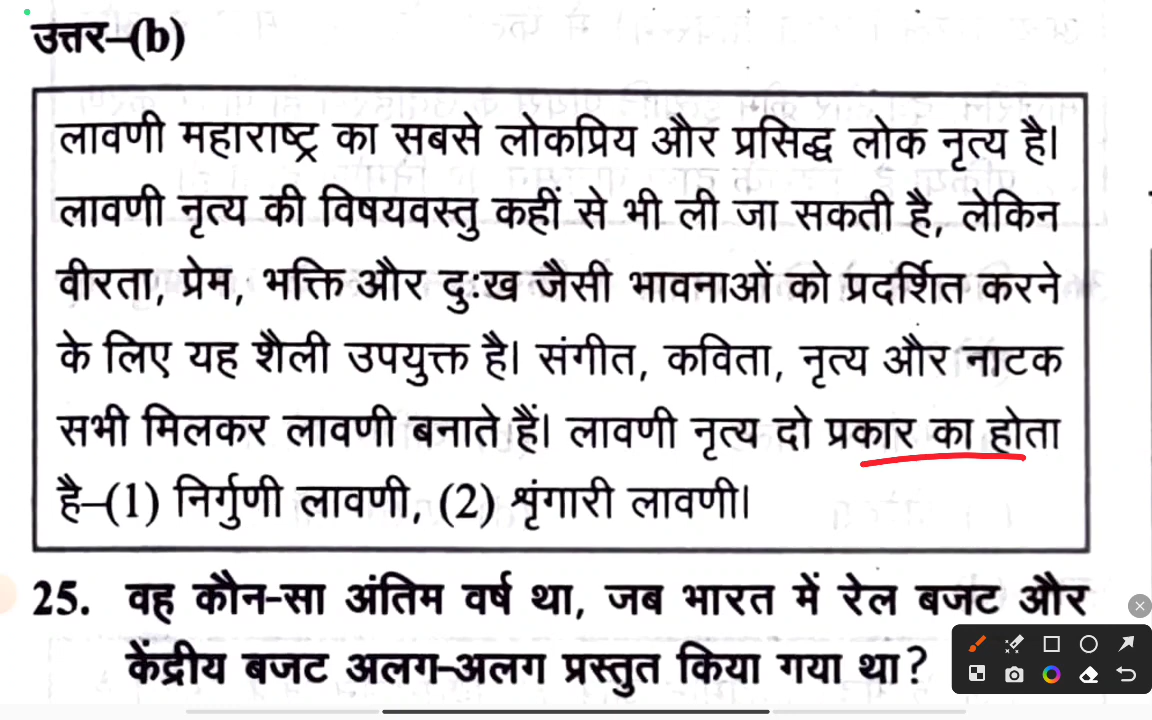 उत्तर–(b)
लावणी महाराष्ट्र का सबसे लोकप्रिय और प्रसिद्ध लोक नृत्य है।
लावणी नृत्य की विषयवस्तु कहीं से भी ली जा सकती है, लेकिन
वीरता, प्रेम, भक्ति और दुःख जैसी भावनाओं को प्रदर्शित करने
के लिए यह शैली उपयुक्त है। संगीत, कविता, नृत्य और नाटक
सभी मिलकर लावणी बनाते हैं। लावणी नृत्य दो प्रकार का होता
है–(1) निर्गुणी लावणी, (2) शृंगारी लावणी।
25. वह कौन-सा अंतिम वर्ष था, जब भारत में रेल बजट और
केंद्रीय बजट अलग-अलग प्रस्तुत किया गया था?